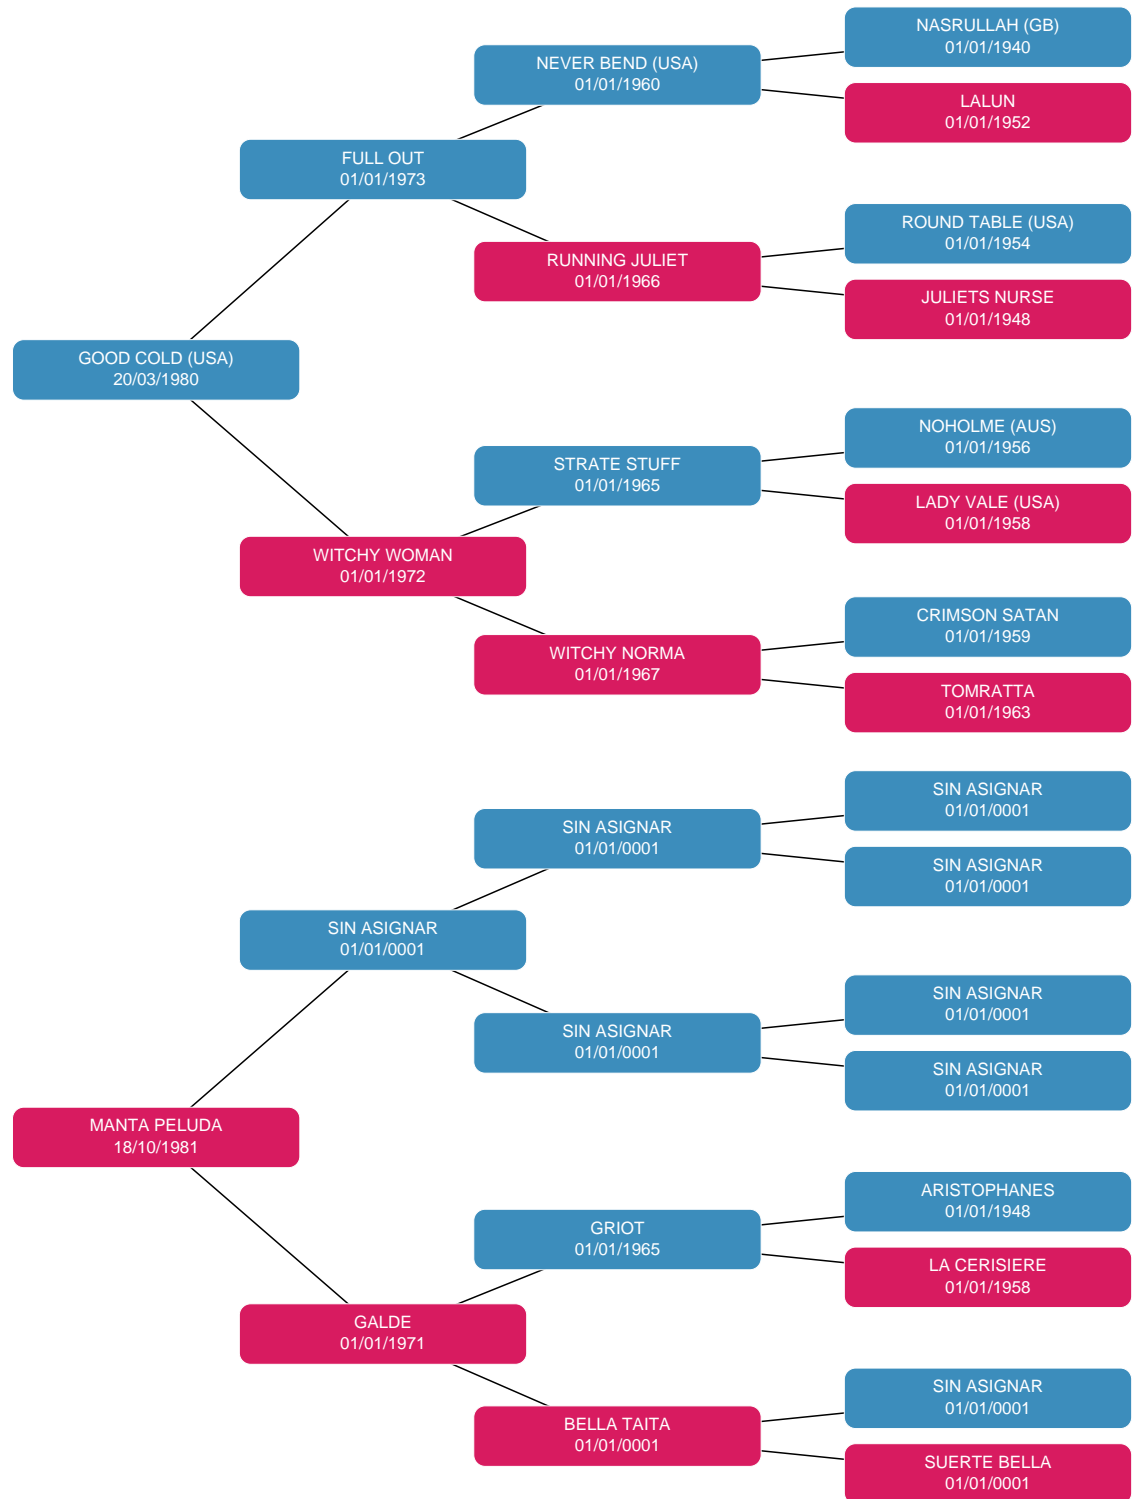 NASRULLAH (GB)
01/01/1940
NEVER BEND (USA)
01/01/1960
LALUN
01/01/1952
FULL OUT
01/01/1973
ROUND TABLE (USA)
01/01/1954
RUNNING JULIET
01/01/1966
JULIETS NURSE
01/01/1948
GOOD COLD (USA)
20/03/1980
NOHOLME (AUS)
01/01/1956
STRATE STUFF
01/01/1965
LADY VALE (USA)
01/01/1958
WITCHY WOMAN
01/01/1972
CRIMSON SATAN
01/01/1959
WITCHY NORMA
01/01/1967
TOMRATTA
01/01/1963
SIN ASIGNAR
01/01/0001
SIN ASIGNAR
01/01/0001
SIN ASIGNAR
01/01/0001
SIN ASIGNAR
01/01/0001
SIN ASIGNAR
01/01/0001
SIN ASIGNAR
01/01/0001
SIN ASIGNAR
01/01/0001
MANTA PELUDA
18/10/1981
ARISTOPHANES
01/01/1948
GRIOT
01/01/1965
LA CERISIERE
01/01/1958
GALDE
01/01/1971
SIN ASIGNAR
01/01/0001
BELLA TAITA
01/01/0001
SUERTE BELLA
01/01/0001